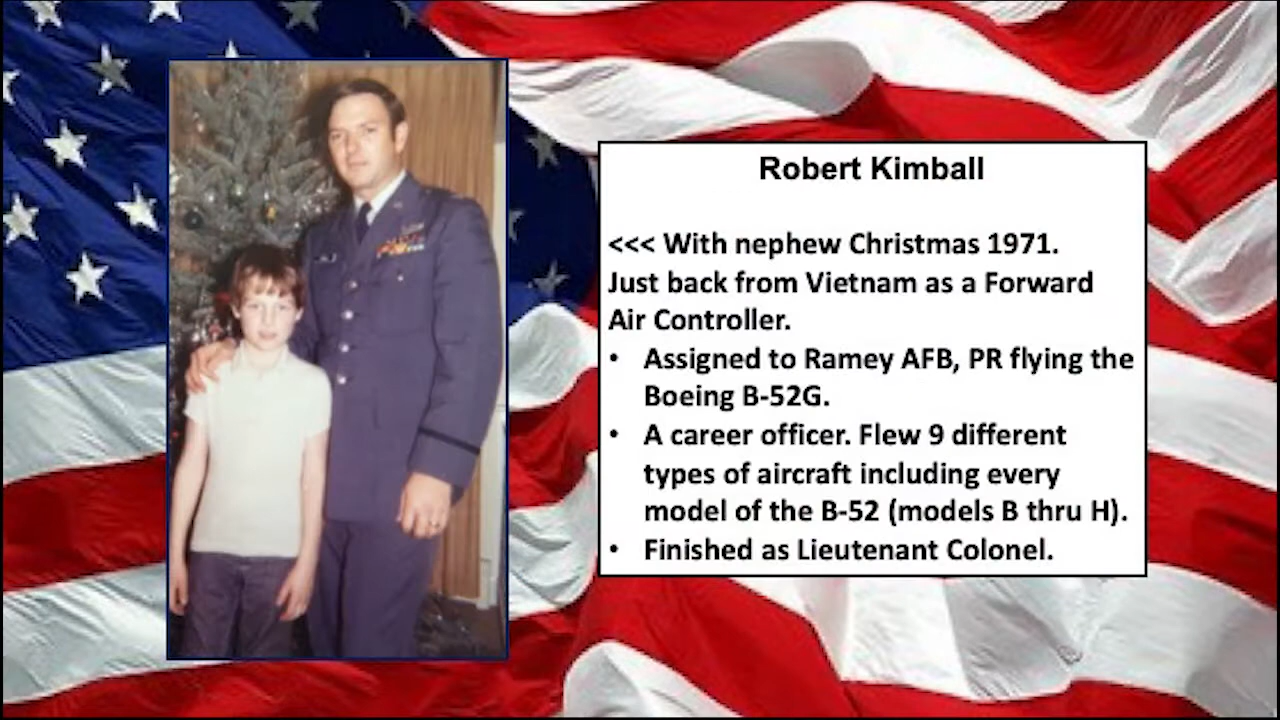 Robert Kimball
<<< With nephew Christmas 1971.
Just back from Vietnam as a Forward
Air Controller.
• Assigned to Ramey AFB, PR flying the
Boeing B-52G.
• A career officer. Flew 9 different
types of aircraft including every
model of the B-52 (models B thru H).
• Finished as Lieutenant Colonel.